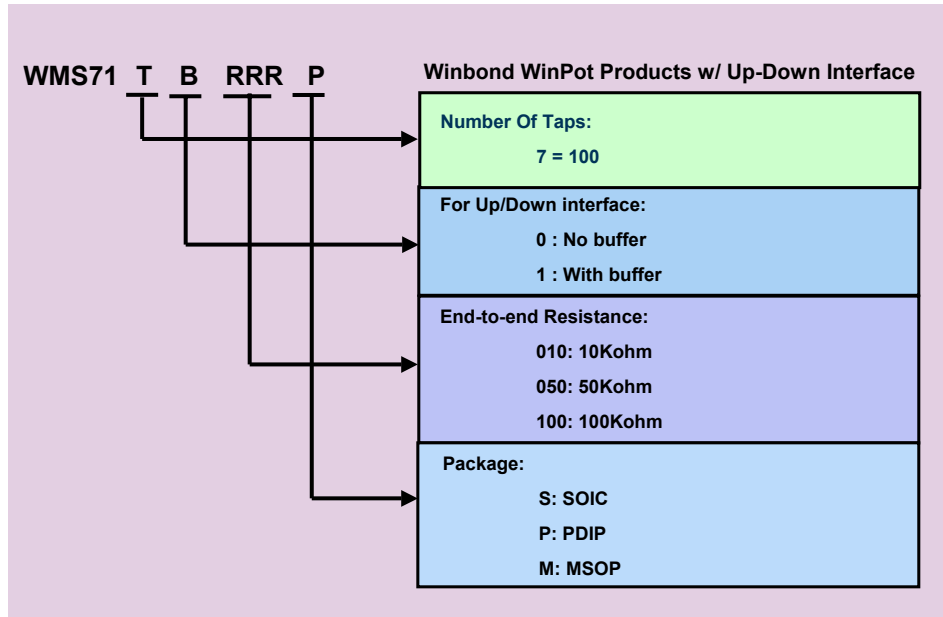 WMS71 T B RRR P
Winbond WinPot Products w/ Up-Down Interface
Number Of Taps:
7 = 100
For Up/Down interface:
0 : No buffer
1 : With buffer
End-to-end Resistance:
010: 10Kohm
050: 50Kohm
100: 100Kohm
Package:
S: SOIC
P: PDIP
M: MSOP